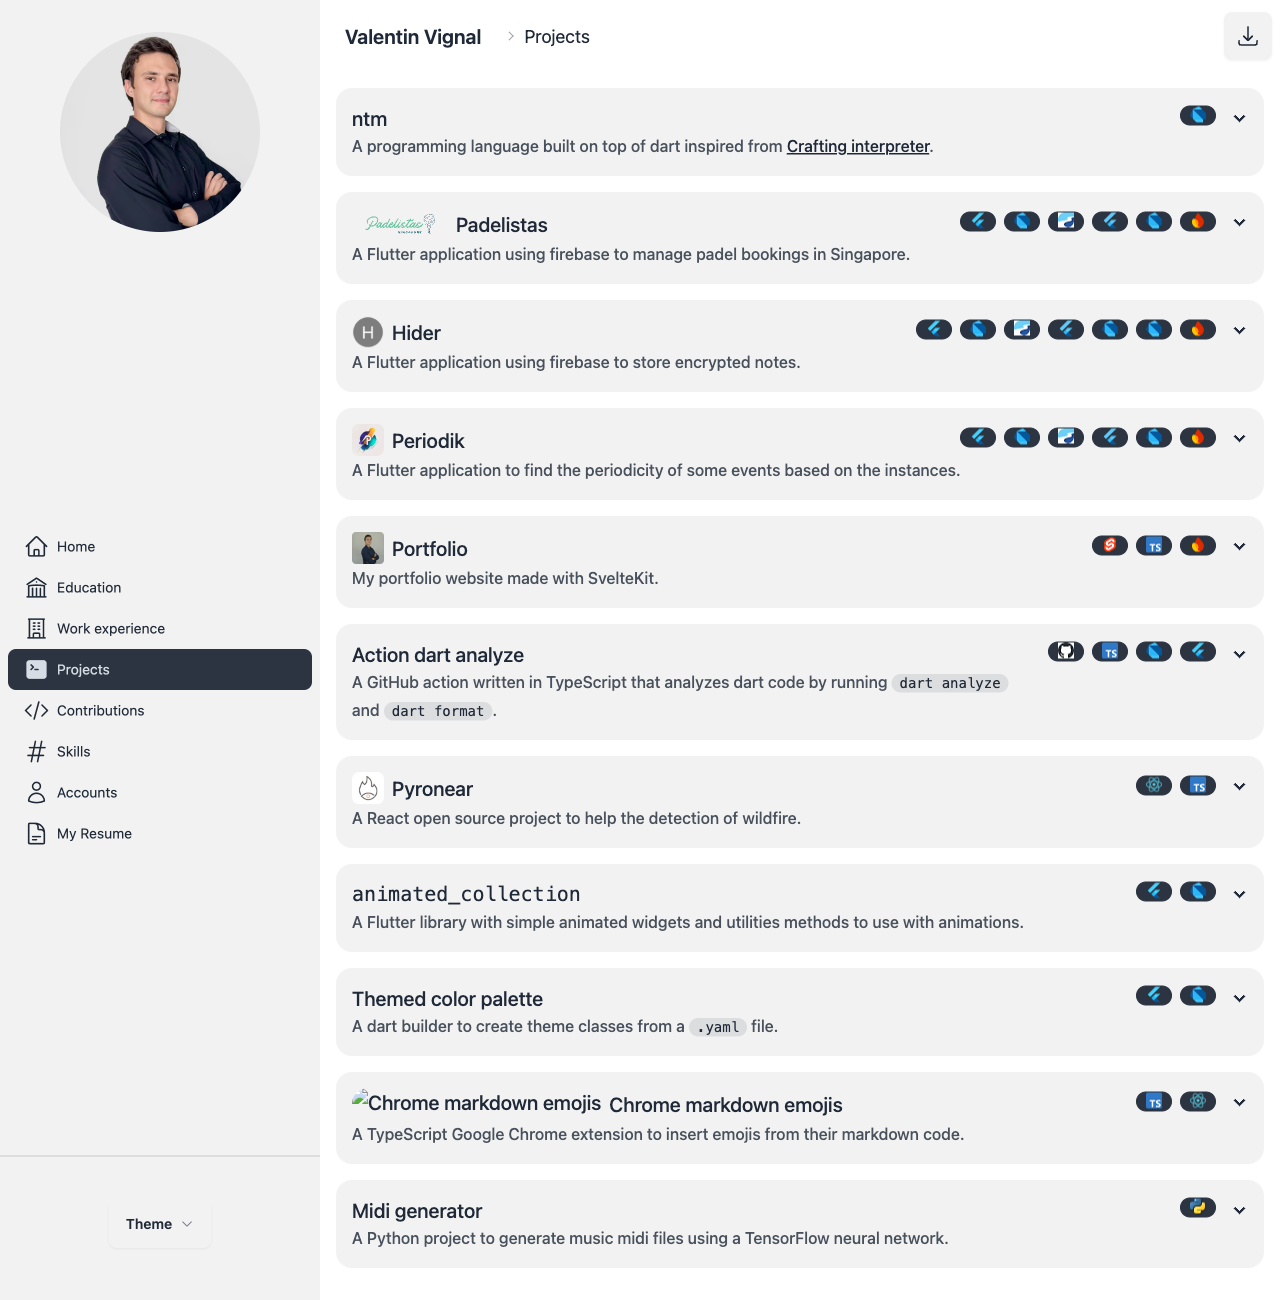 Valentin Vignal
Projects
Home
Education
Work experience
Projects
Contributions
Skills
Accounts
My Resume
Theme
ntm
A programming language built on top of dart inspired from Crafting interpreter.
Padelistas
Padelistas
A Flutter application using firebase to manage padel bookings in Singapore.
H
Hider
A Flutter application using firebase to store encrypted notes.
Periodik
A Flutter application to find the periodicity of some events based on the instances.
Portfolio
TS
My portfolio website made with SvelteKit.
Action dart analyze
TS
A GitHub action written in TypeScript that analyzes dart code by running dart analyze
and dart format.
Pyronear
TS
A React open source project to help the detection of wildfire.
animated_collection
A Flutter library with simple animated widgets and utilities methods to use with animations.
Themed color palette
A dart builder to create theme classes from a .yaml file.
Chrome markdown emojis Chrome markdown emojis
TS
A TypeScript Google Chrome extension to insert emojis from their markdown code.
Midi generator
A Python project to generate music midi files using a TensorFlow neural network.